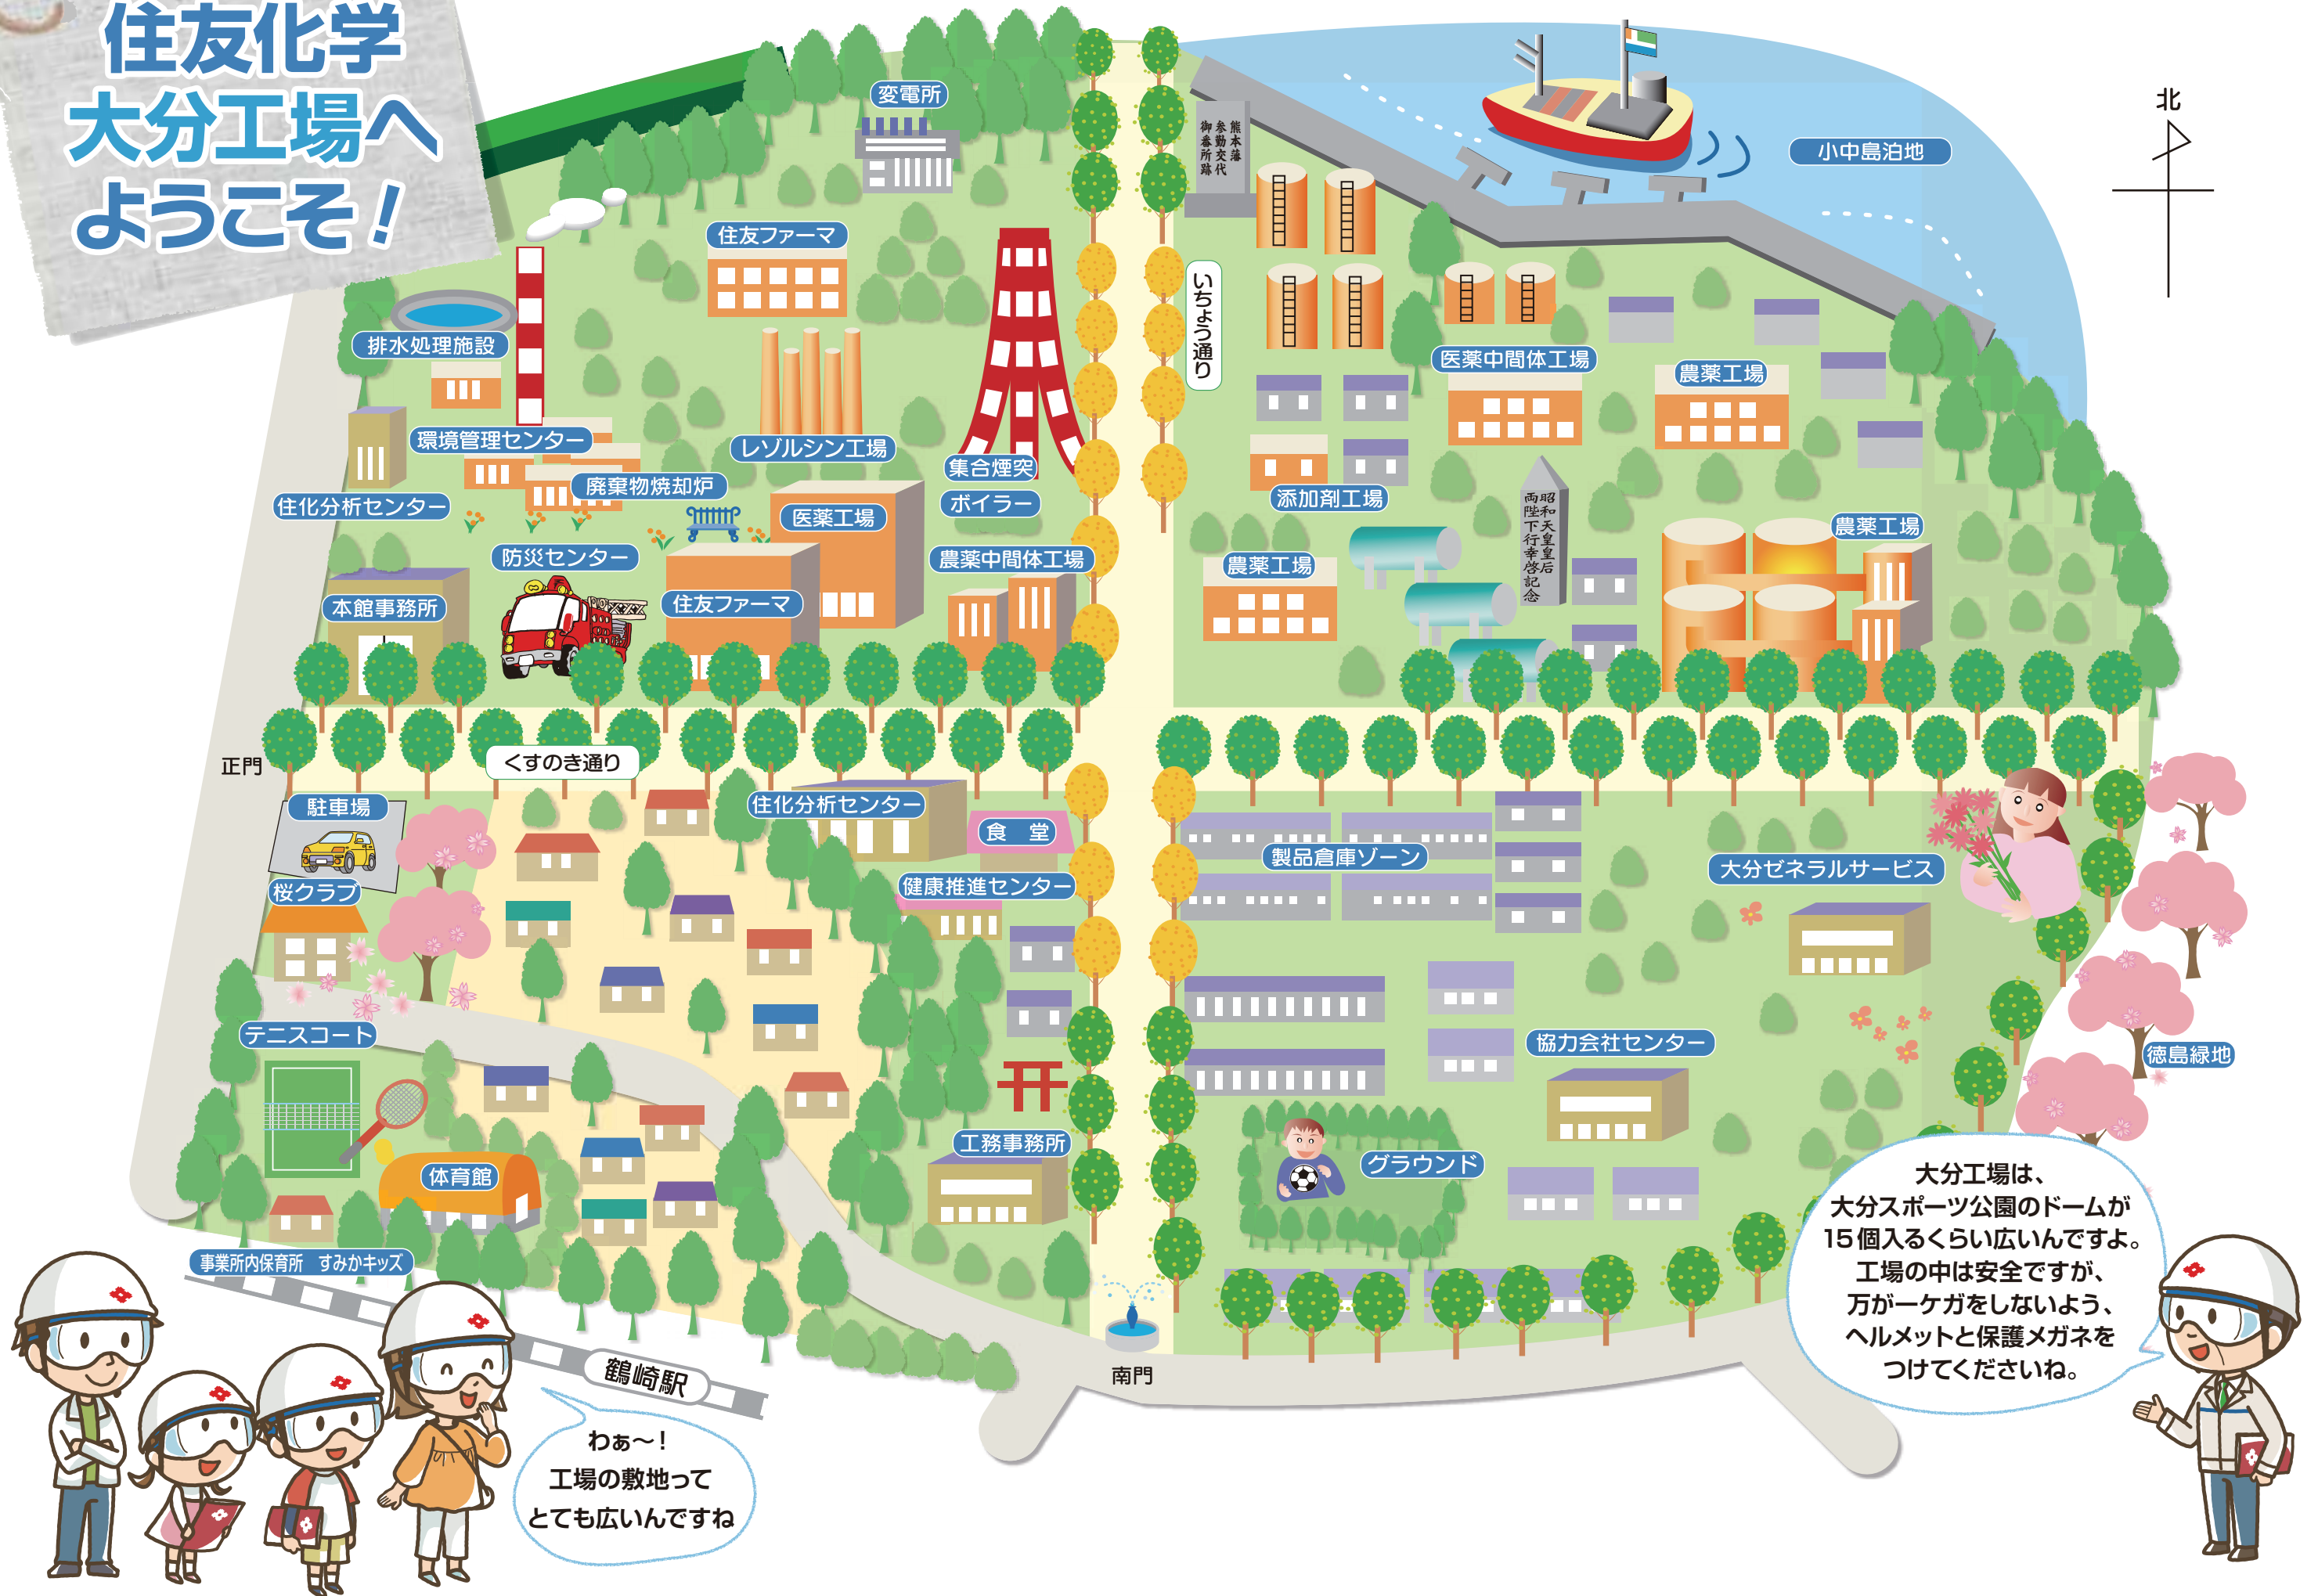 住友化学
大分工場へ
ようこそ！
変電所
熊本藩
参勤交代
御番所跡
小中島泊地
北
住友ファーマ
いちょう通り
排水処理施設
医薬中間体工場
農薬工場
環境管理センター
レゾルシン工場
集合煙突
廃棄物焼却炉
ボイラー
添加剤工場
住化分析センター
医薬工場
昭和天皇皇后
両陛下行幸啓記念
農薬工場
防災センター
農薬中間体工場
農薬工場
本館事務所
住友ファーマ
正門
くすのき通り
駐車場
住化分析センター
食 堂
製品倉庫ゾーン
大分ゼネラルサービス
桜クラブ
健康推進センター
テニスコート
協力会社センター
徳島緑地
工務事務所
体育館
グラウンド
事業所内保育所 すみかキッズ
鶴崎駅
南門
わぁ〜！
工場の敷地って
とても広いんですね
大分工場は、
大分スポーツ公園のドームが
15個入るくらい広いんですよ。
工場の中は安全ですが、
万が一ケガをしないよう、
ヘルメットと保護メガネを
つけてくださいね。